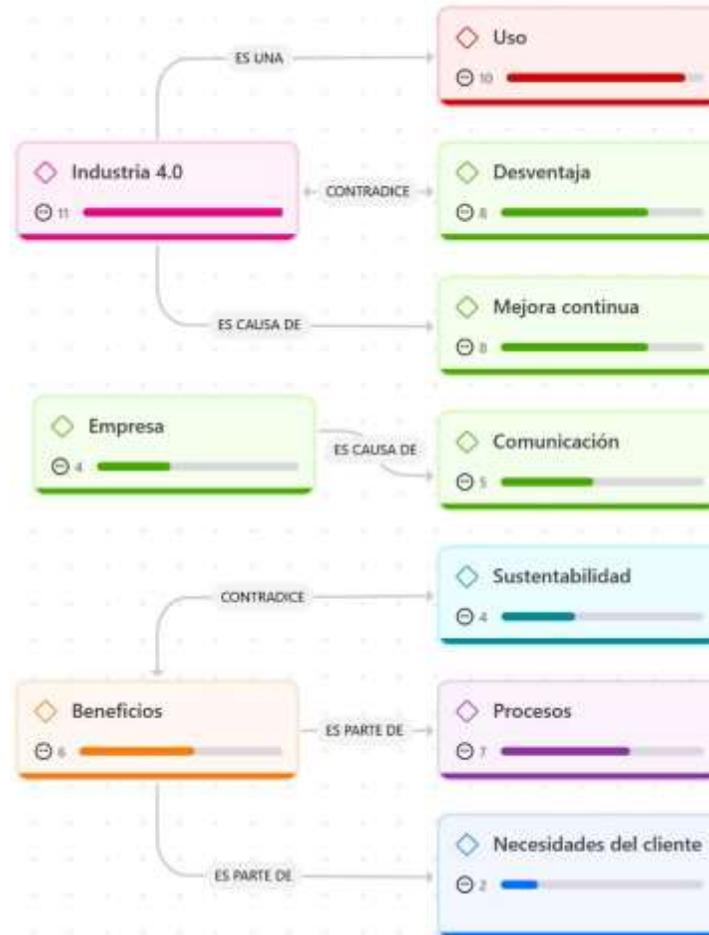 Uso
ES UNA
10
Industria 4.0
Desventaja
CONTRADICE
11
8
Mejora continua
ES CAUSA DE
8
Empresa
Comunicación
ES CAUSA DE
4
5
Sustentabilidad
CONTRADICE
4
Beneficios
Procesos
ES PARTE DE
6
7
Necesidades del cliente
ES PARTE DE
2